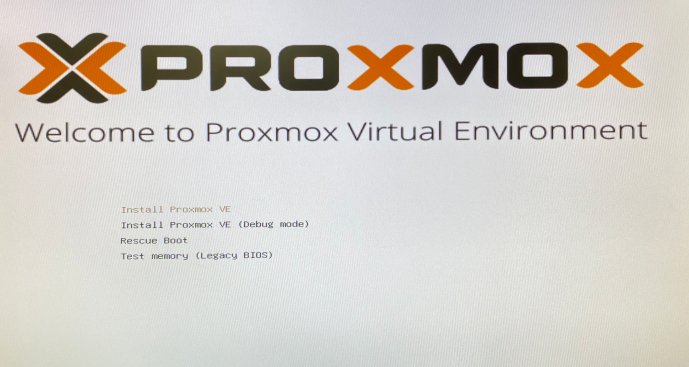 PROXMOX
Welcome to Proxmox Virtual Environment
Install Proxmox VE
Install Proxmox VE (Debug mode)
Rescue Boot
Test memory (Legacy BIOS)